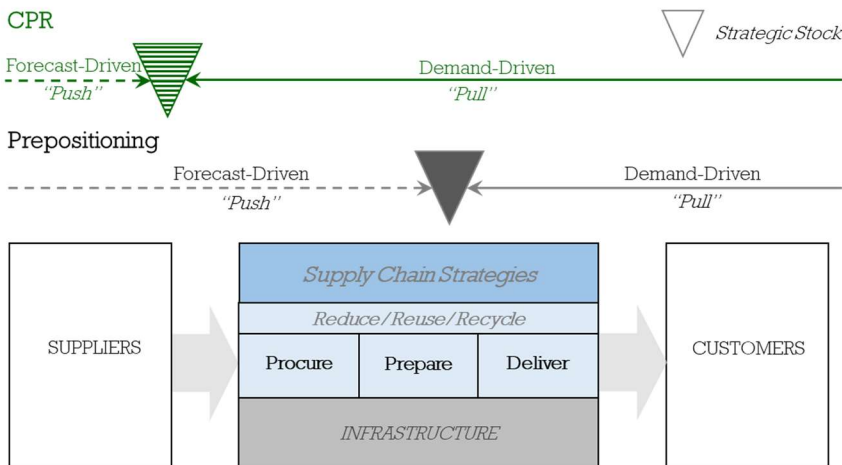 CPR
Strategic Stock
Forecast-Driven
Demand-Driven
“Push”
“Pull”
Prepositioning
Forecast-Driven
Demand-Driven
“Push”
“Pull”
Supply Chain Strategies
Reduce/Reuse/Recycle
SUPPLIERS
Procure
Prepare
Deliver
CUSTOMERS
INFRASTRUCTURE